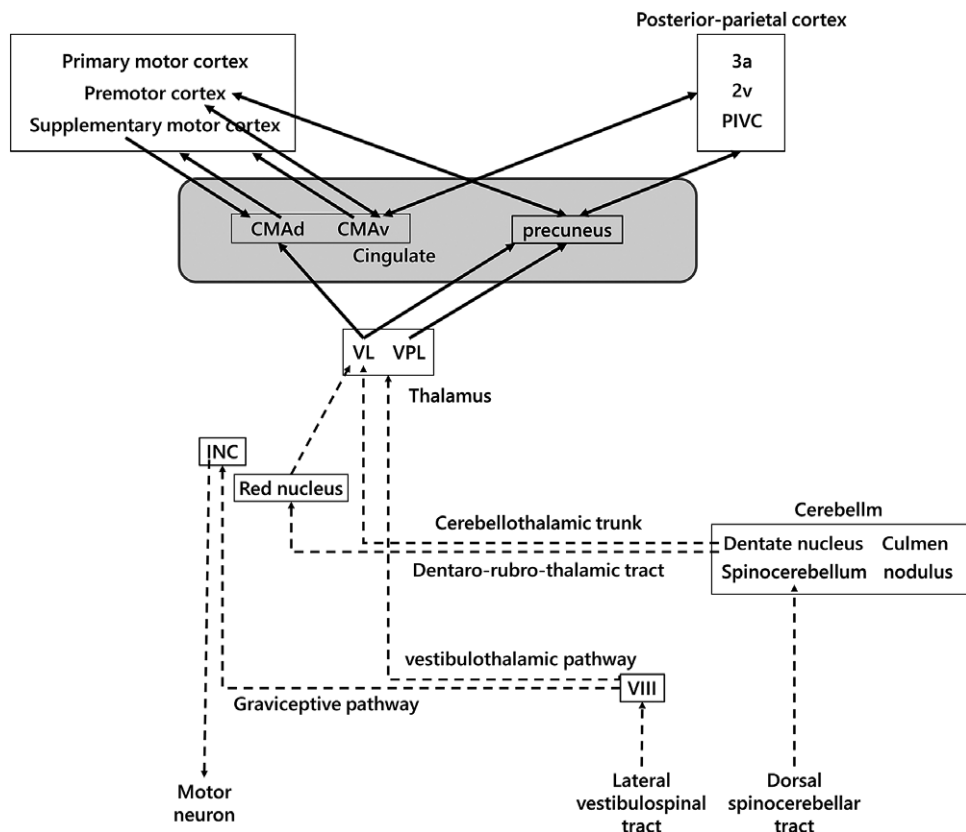 Posterior-parietal cortex
Primary motor cortex
Premotor cortex
Supplementary motor cortex
3a
2v
PIVC
CMAd CMAv
Cingulate
precuneus
VL VPL
Thalamus
INC
Red nucleus
Cerebellm
Cerebellothalamic trunk
Dentate nucleus Culmen
Dentaro-rubro-thalamic tract
Spinocerebellum nodulus
vestibulothalamic pathway
VIII
Graviceptive pathway
Motor
neuron
Lateral
vestibulospinal
tract
Dorsal
spinocerebellar
tract